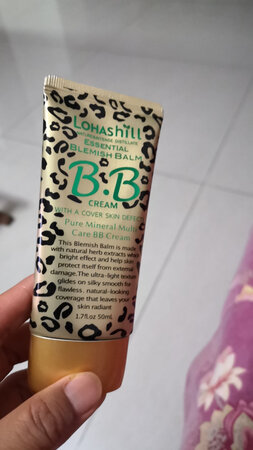 LOHASHILL
ESSENTIAL
BLEMISH BALM
B.B
CREAM
WITH A COVER SKIN DEFECT
Pure Mineral Multi
Care BB Cream
This Blemish Balm is made
with natural herb extracts which
bright effect and help skin
protect itself from external
damage.The ultra-light texture
glides on silky smooth for
flawless. natural-looking
coverage that leaves your
skin radiant
1.7fl oz 50mL